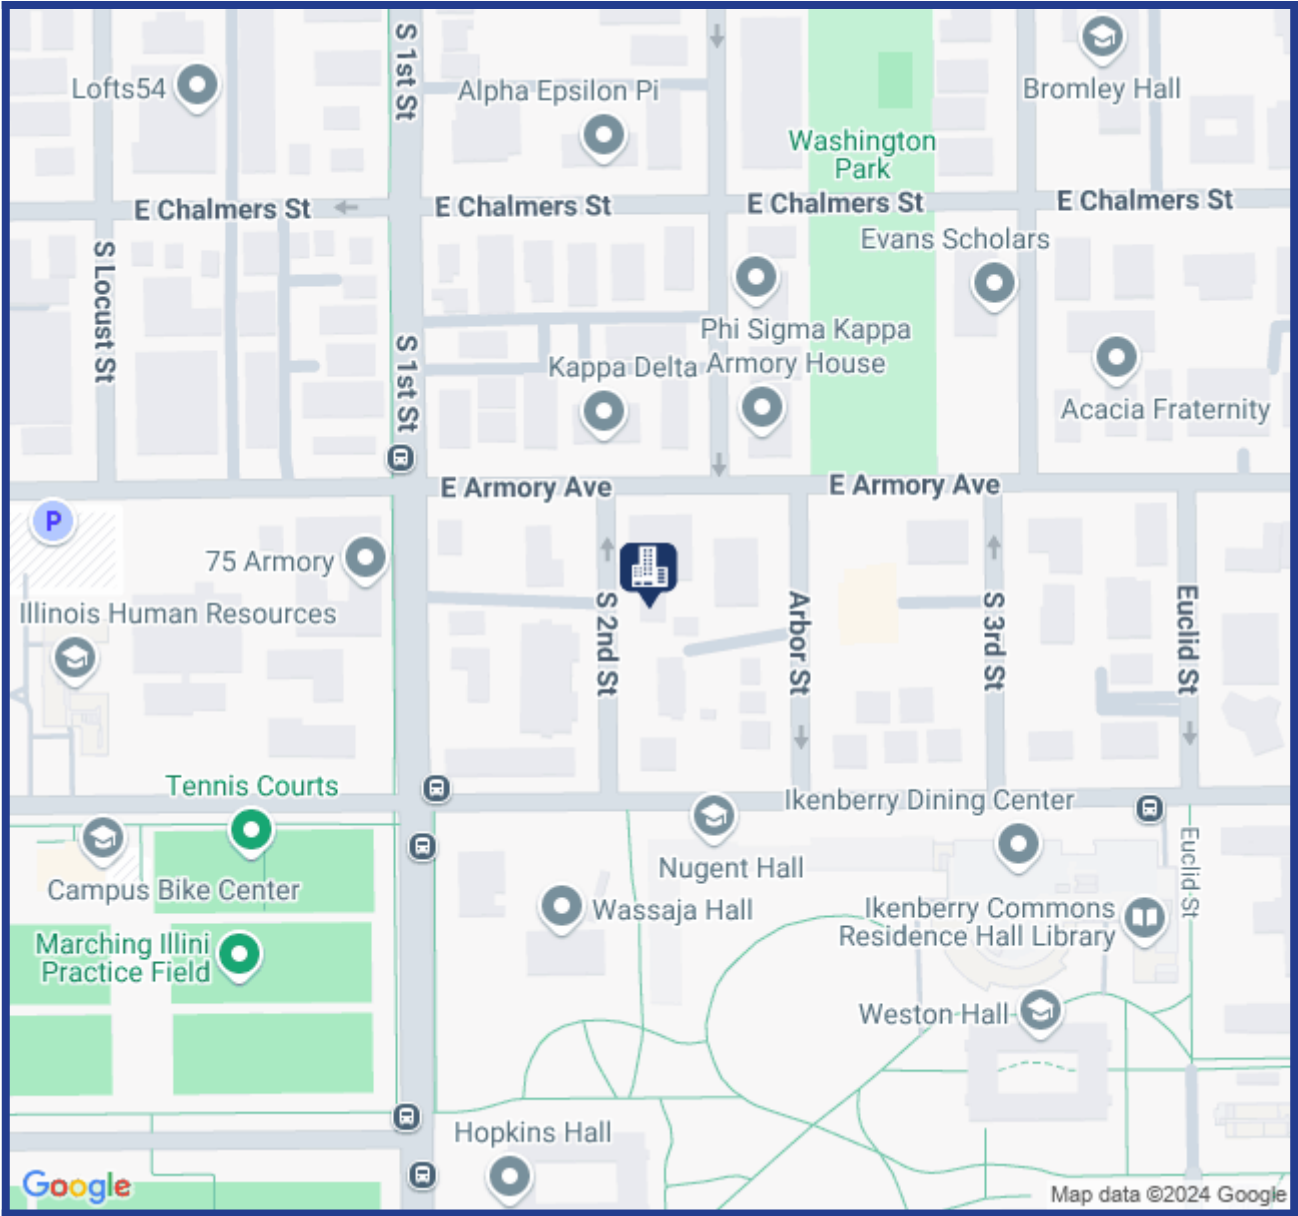 S 1st St
Lofts54
Alpha Epsilon Pi
Bromley Hall
Washington
Park
E Chalmers St
E Chalmers St
E Chalmers St
E Chalmers St
S Locust St
Evans Scholars
S 1st St
Phi Sigma Kappa
Kappa Delta
Armory House
Acacia Fraternity
E Armory Ave
E Armory Ave
P
75 Armory
Illinois Human Resources
S 2nd St
Arbor St
S 3rd St
Euclid St
Tennis Courts
Ikenberry Dining Center
Nugent Hall
Euclid St
Campus Bike Center
Wassaja Hall
Ikenberry Commons
Residence Hall Library
Marching Illini
Practice Field
Weston Hall
Hopkins Hall
Google
Map data ©2024 Google